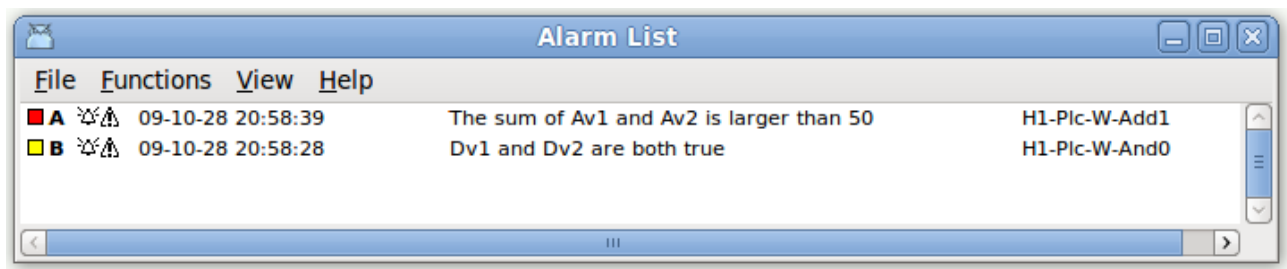 Alarm List
File Functions View Help
A 09-10-28 20:58:39 The sum of Av1 and Av2 is larger than 50 H1-Plc-W-Add1
B 09-10-28 20:58:28 Dv1 and Dv2 are both true H1-Plc-W-And0